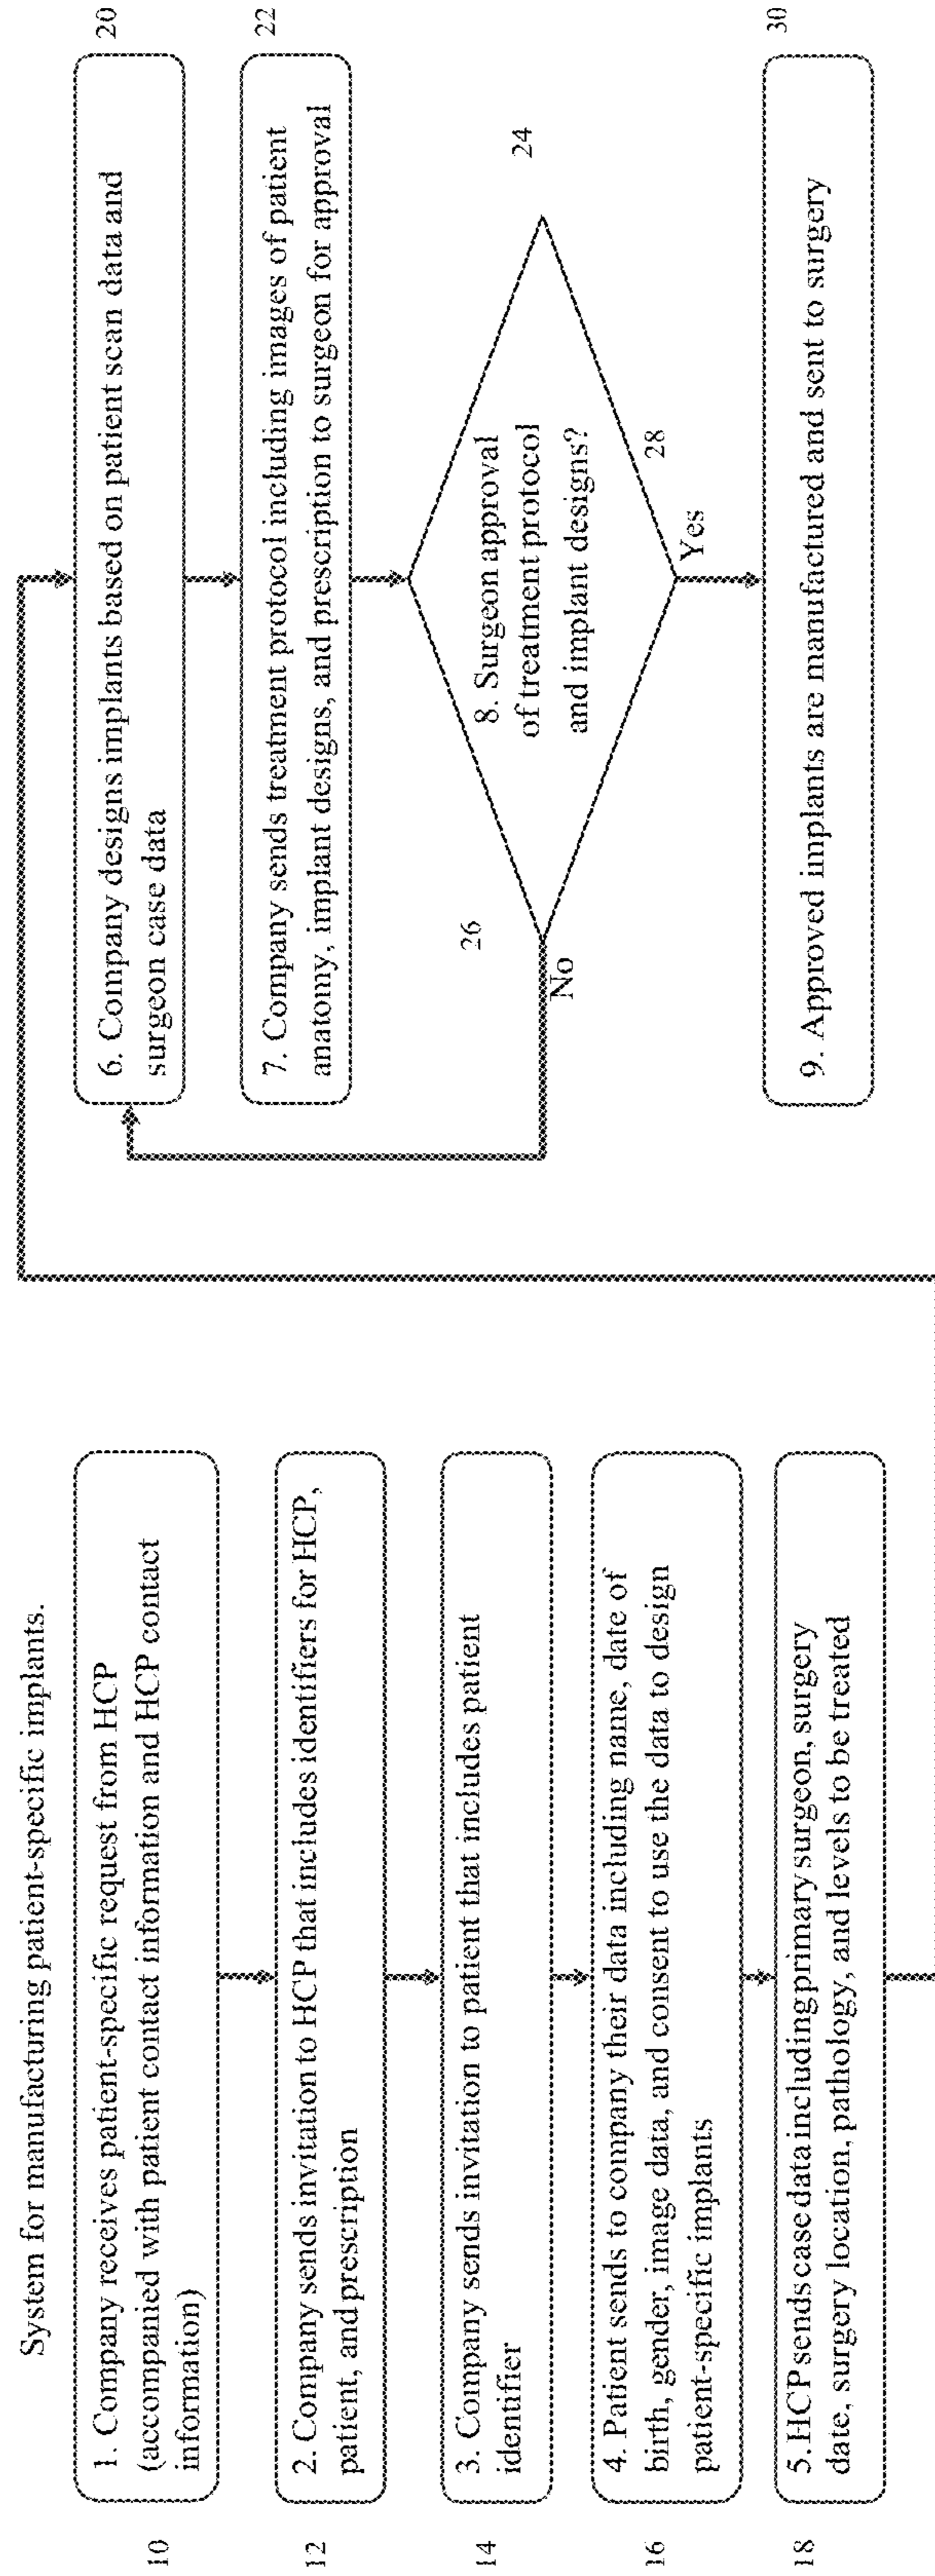 System for manufacturing patient-specific implants.
10
1. Company receives patient-specific request from HCP
(accompanied with patient contact information and HCP contact
information)
12
2. Company sends invitation to HCP that includes identifiers for HCP,
patient, and prescription
14
3. Company sends invitation to patient that includes patient
identifier
16
4. Patient sends to company their data including name, date of
birth, gender, image data, and consent to use the data to design
patient-specific implants
18
5. HCP sends case data including primary surgeon, surgery
date, surgery location, pathology, and levels to be treated
20
6. Company designs implants based on patient scan data and
surgeon case data
22
7. Company sends treatment protocol including images of patient
anatomy, implant designs, and prescription to surgeon for approval
24
8. Surgeon approval
of treatment protocol
and implant designs?
26
No
28
Yes
30
9. Approved implants are manufactured and sent to surgery